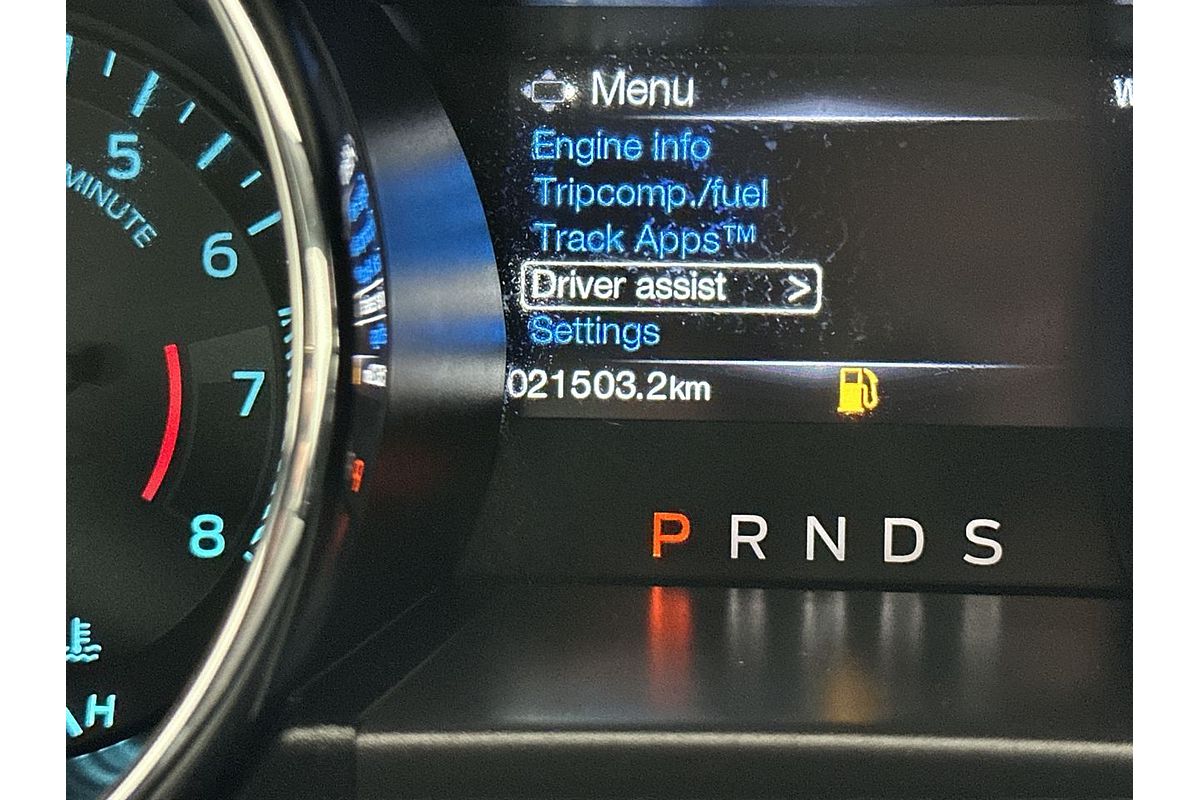 Menu
Engine Info
Tripcomp./fuel
Track Apps™
Driver assist >
Settings
021503.2km
P R N D S
5
MINUTE
6
7
8
H